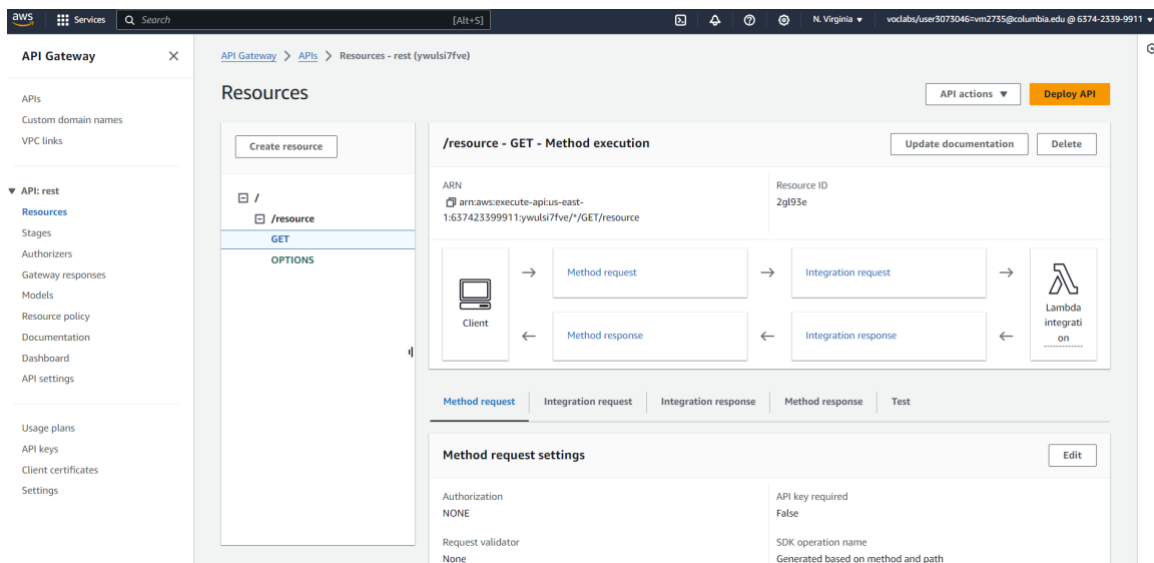 aws Services Search [Alt+S] N. Virginia ▼ voclabs/user3073046=vm2735@columbia.edu @ 6374-2339-9911 ▼
API Gateway
APIs
Custom domain names
VPC links
▼ API: rest
Resources
Stages
Authorizers
Gateway responses
Models
Resource policy
Documentation
Dashboard
API settings
Usage plans
API keys
Client certificates
Settings
API Gateway > APIs > Resources - rest (ywulsi7fve)
Resources
API actions ▼ Deploy API
Create resource
/
/resource
GET
OPTIONS
/resource - GET - Method execution
Update documentation Delete
ARN
arn:aws:execute-api:us-east-
1:637423399911:ywulsi7fve/*/GET/resource
Resource ID
2gl93e
Client
Method request
Integration request
Method response
Integration response
Lambda
integrati
on
Method request Integration request Integration response Method response Test
Method request settings
Edit
Authorization
NONE
API key required
False
Request validator
None
SDK operation name
Generated based on method and path